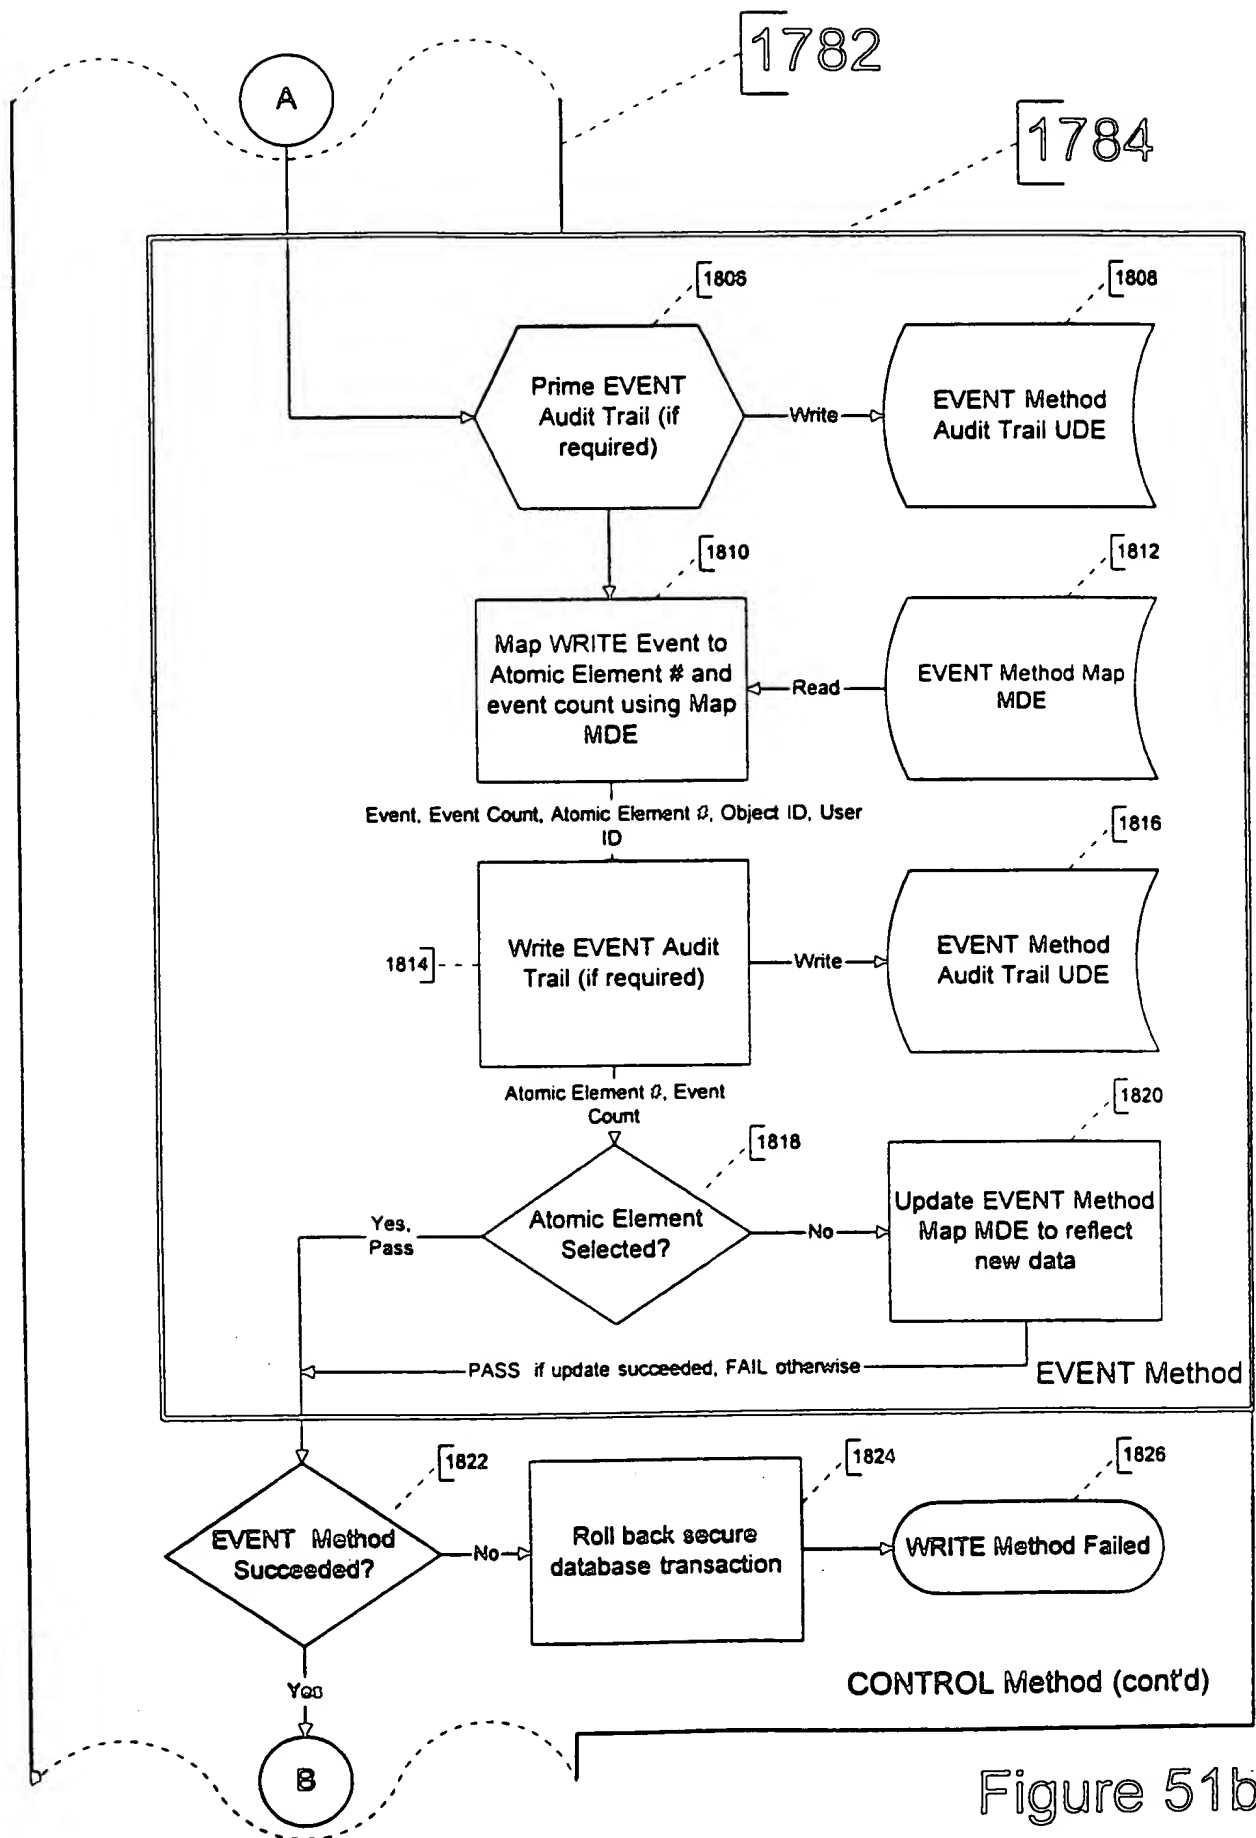 1782
A
1784
1806
1808
Prime EVENT
Audit Trail (if
required)
Write
EVENT Method
Audit Trail UDE
1810
1812
Map WRITE Event to
Atomic Element # and
event count using Map
MDE
Read
EVENT Method Map
MDE
Event, Event Count, Atomic Element #, Object ID, User
ID
1816
1814
Write EVENT Audit
Trail (if required)
Write
EVENT Method
Audit Trail UDE
Atomic Element #, Event
Count
1818
1820
Yes,
Pass
Atomic Element
Selected?
No
Update EVENT Method
Map MDE to reflect
new data
PASS if update succeeded, FAIL otherwise
EVENT Method
1822
1824
1826
EVENT Method
Succeeded?
No
Roll back secure
database transaction
WRITE Method Failed
Yes
CONTROL Method (cont'd)
B
Figure 51b